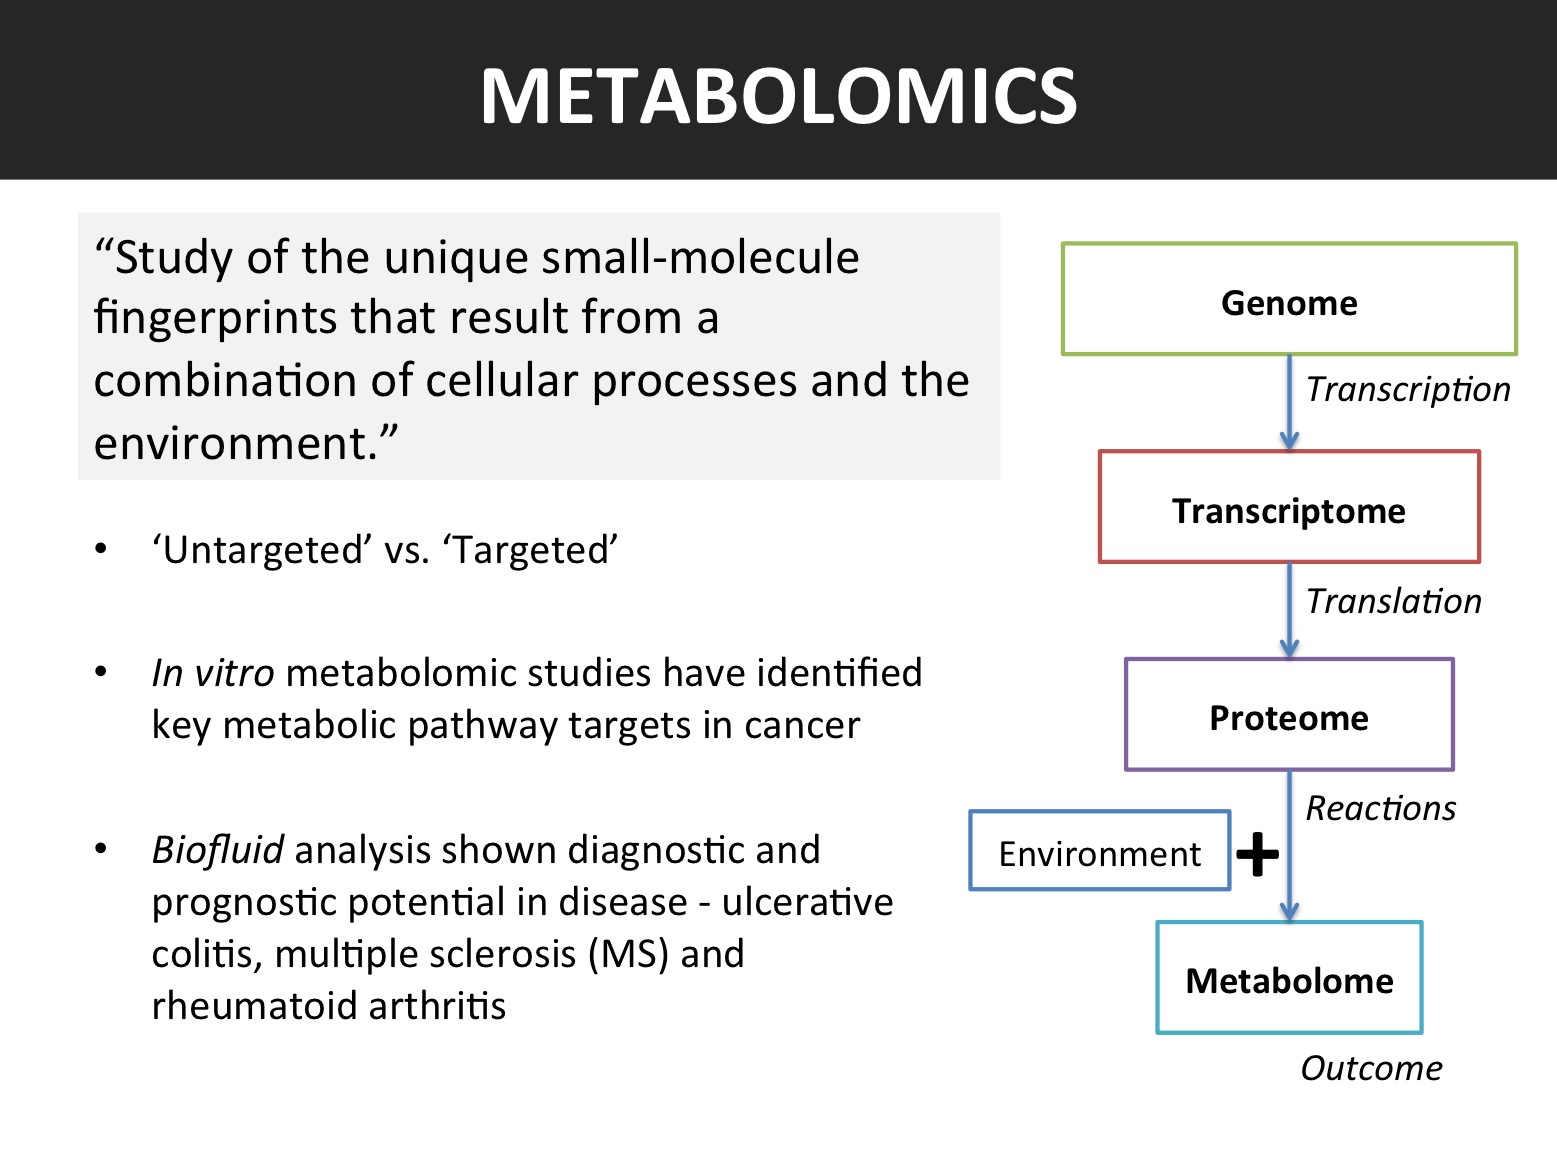 METABOLOMICS
“Study of the unique small-molecule
fingerprints that result from a
combination of cellular processes and the
environment.”
• ‘Untargeted’ vs. ‘Targeted’
• In vitro metabolomic studies have identified
key metabolic pathway targets in cancer
• Biofluid analysis shown diagnostic and
prognostic potential in disease - ulcerative
colitis, multiple sclerosis (MS) and
rheumatoid arthritis
Genome
Transcription
Transcriptome
Translation
Proteome
Reactions
Environment +
Metabolome
Outcome